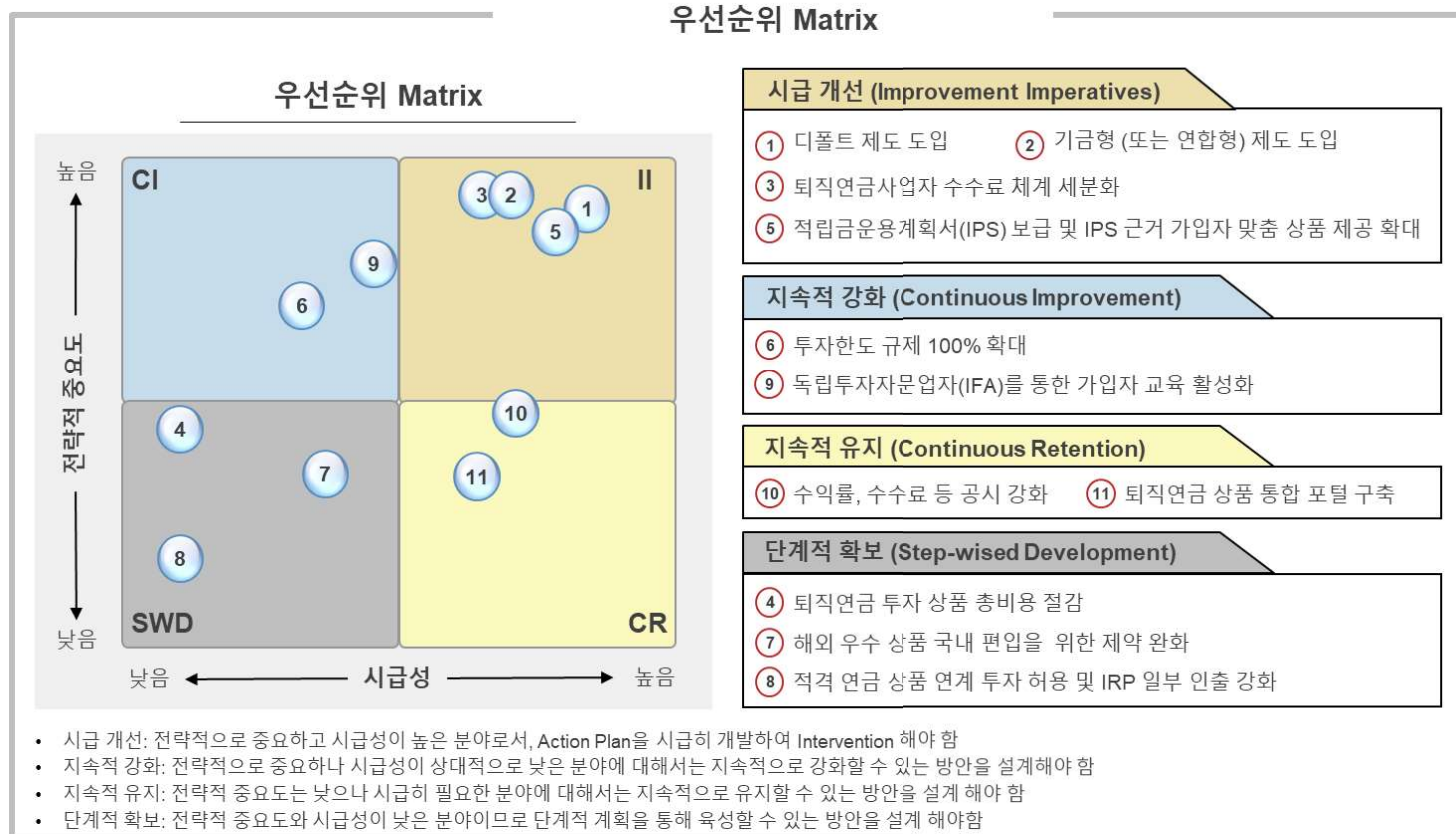 우선순위 Matrix
우선순위 Matrix
높음
전략적 중요도
낮음
CI
II
SWD
CR
3
2
1
5
9
6
10
4
7
11
8
낮음
시급성
높음
시급 개선 (Improvement Imperatives)
1 디폴트 제도 도입 2 기금형 (또는 연합형) 제도 도입
3 퇴직연금사업자 수수료 체계 세분화
5 적립금운용계획서(IPS) 보급 및 IPS 근거 가입자 맞춤 상품 제공 확대
지속적 강화 (Continuous Improvement)
6 투자한도 규제 100% 확대
9 독립투자자문업자(IFA)를 통한 가입자 교육 활성화
지속적 유지 (Continuous Retention)
10 수익률, 수수료 등 공시 강화 11 퇴직연금 상품 통합 포털 구축
단계적 확보 (Step-wised Development)
4 퇴직연금 투자 상품 총비용 절감
7 해외 우수 상품 국내 편입을 위한 제약 완화
8 적격 연금 상품 연계 투자 허용 및 IRP 일부 인출 강화
• 시급 개선: 전략적으로 중요하고 시급성이 높은 분야로서, Action Plan을 시급히 개발하여 Intervention 해야 함
• 지속적 강화: 전략적으로 중요하나 시급성이 상대적으로 낮은 분야에 대해서는 지속적으로 강화할 수 있는 방안을 설계해야 함
• 지속적 유지: 전략적 중요도는 낮으나 시급히 필요한 분야에 대해서는 지속적으로 유지할 수 있는 방안을 설계 해야 함
• 단계적 확보: 전략적 중요도와 시급성이 낮은 분야이므로 단계적 계획을 통해 육성할 수 있는 방안을 설계 해야함